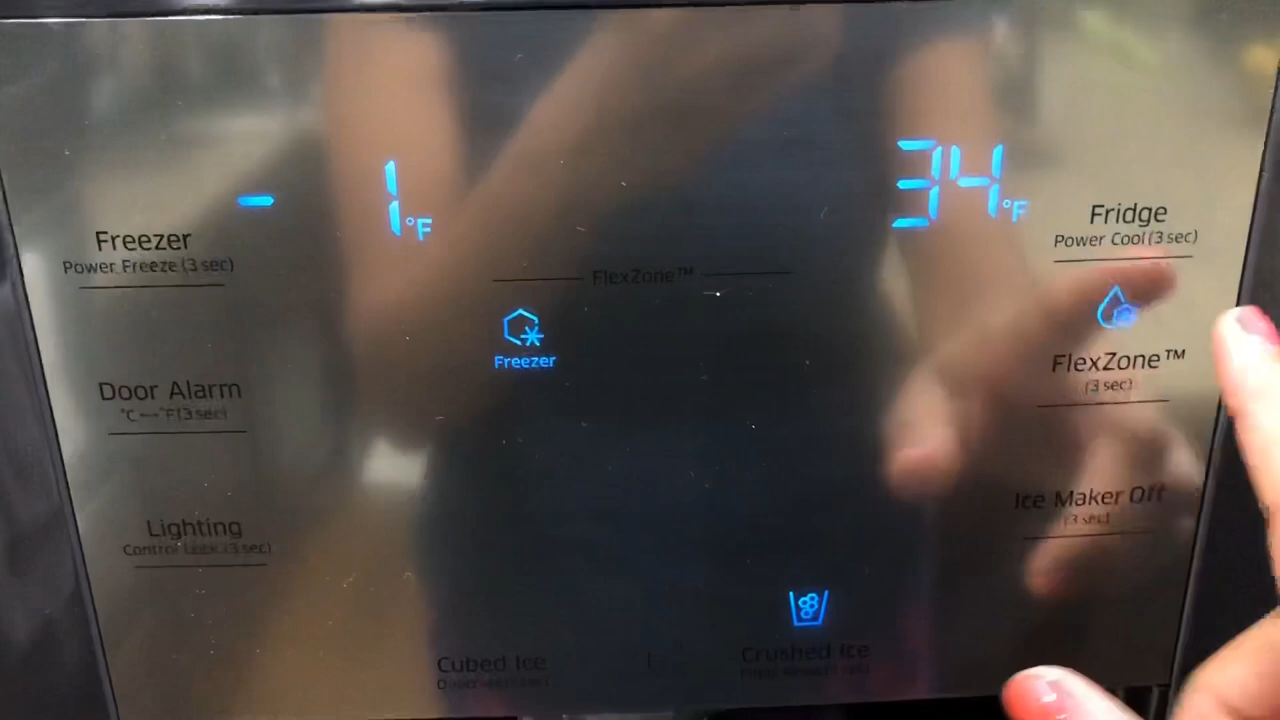 - 1°F
34°F
Freezer
Power Freeze (3 sec)
Fridge
Power Cool (3 sec)
FlexZone™
Freezer
Door Alarm
°C↔°F (3 sec)
FlexZone™
(3 sec)
Lighting
Control Lock (3 sec)
Ice Maker Off
(3 sec)
Cubed Ice
Crushed Ice